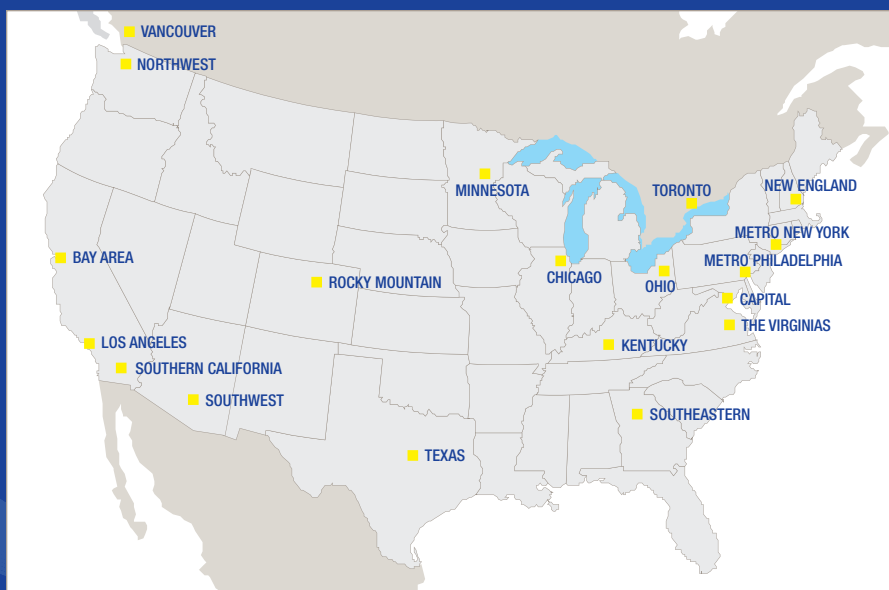 VANCOUVER
NORTHWEST
MINNESOTA
TORONTO
NEW ENGLAND
METRO NEW YORK
BAY AREA
METRO PHILADELPHIA
ROCKY MOUNTAIN
CHICAGO
OHIO
CAPITAL
THE VIRGINIAS
LOS ANGELES
KENTUCKY
SOUTHERN CALIFORNIA
SOUTHWEST
SOUTHEASTERN
TEXAS